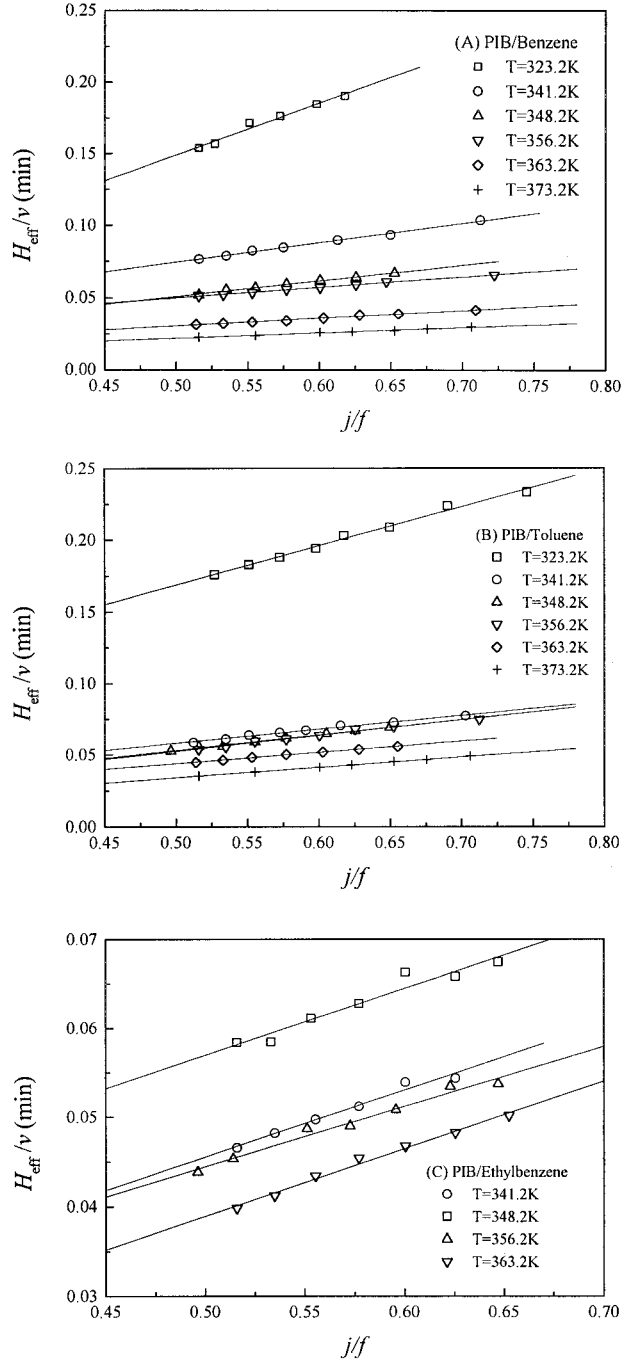 0.25
(A) PIB/Benzene
T=323.2K
0.20
T=341.2K
T=348.2K
T=356.2K
0.15
T=363.2K
T=373.2K
H_eff/v (min)
0.10
0.05
0.00
0.45 0.50 0.55 0.60 0.65 0.70 0.75 0.80
j/f
0.25
0.20
(B) PIB/Toluene
T=323.2K
T=341.2K
0.15
T=348.2K
T=356.2K
T=363.2K
T=373.2K
H_eff/v (min)
0.10
0.05
0.00
0.45 0.50 0.55 0.60 0.65 0.70 0.75 0.80
j/f
0.07
0.06
H_eff/v (min)
0.05
(C) PIB/Ethylbenzene
T=341.2K
0.04
T=348.2K
T=356.2K
T=363.2K
0.03
0.45 0.50 0.55 0.60 0.65 0.70
j/f